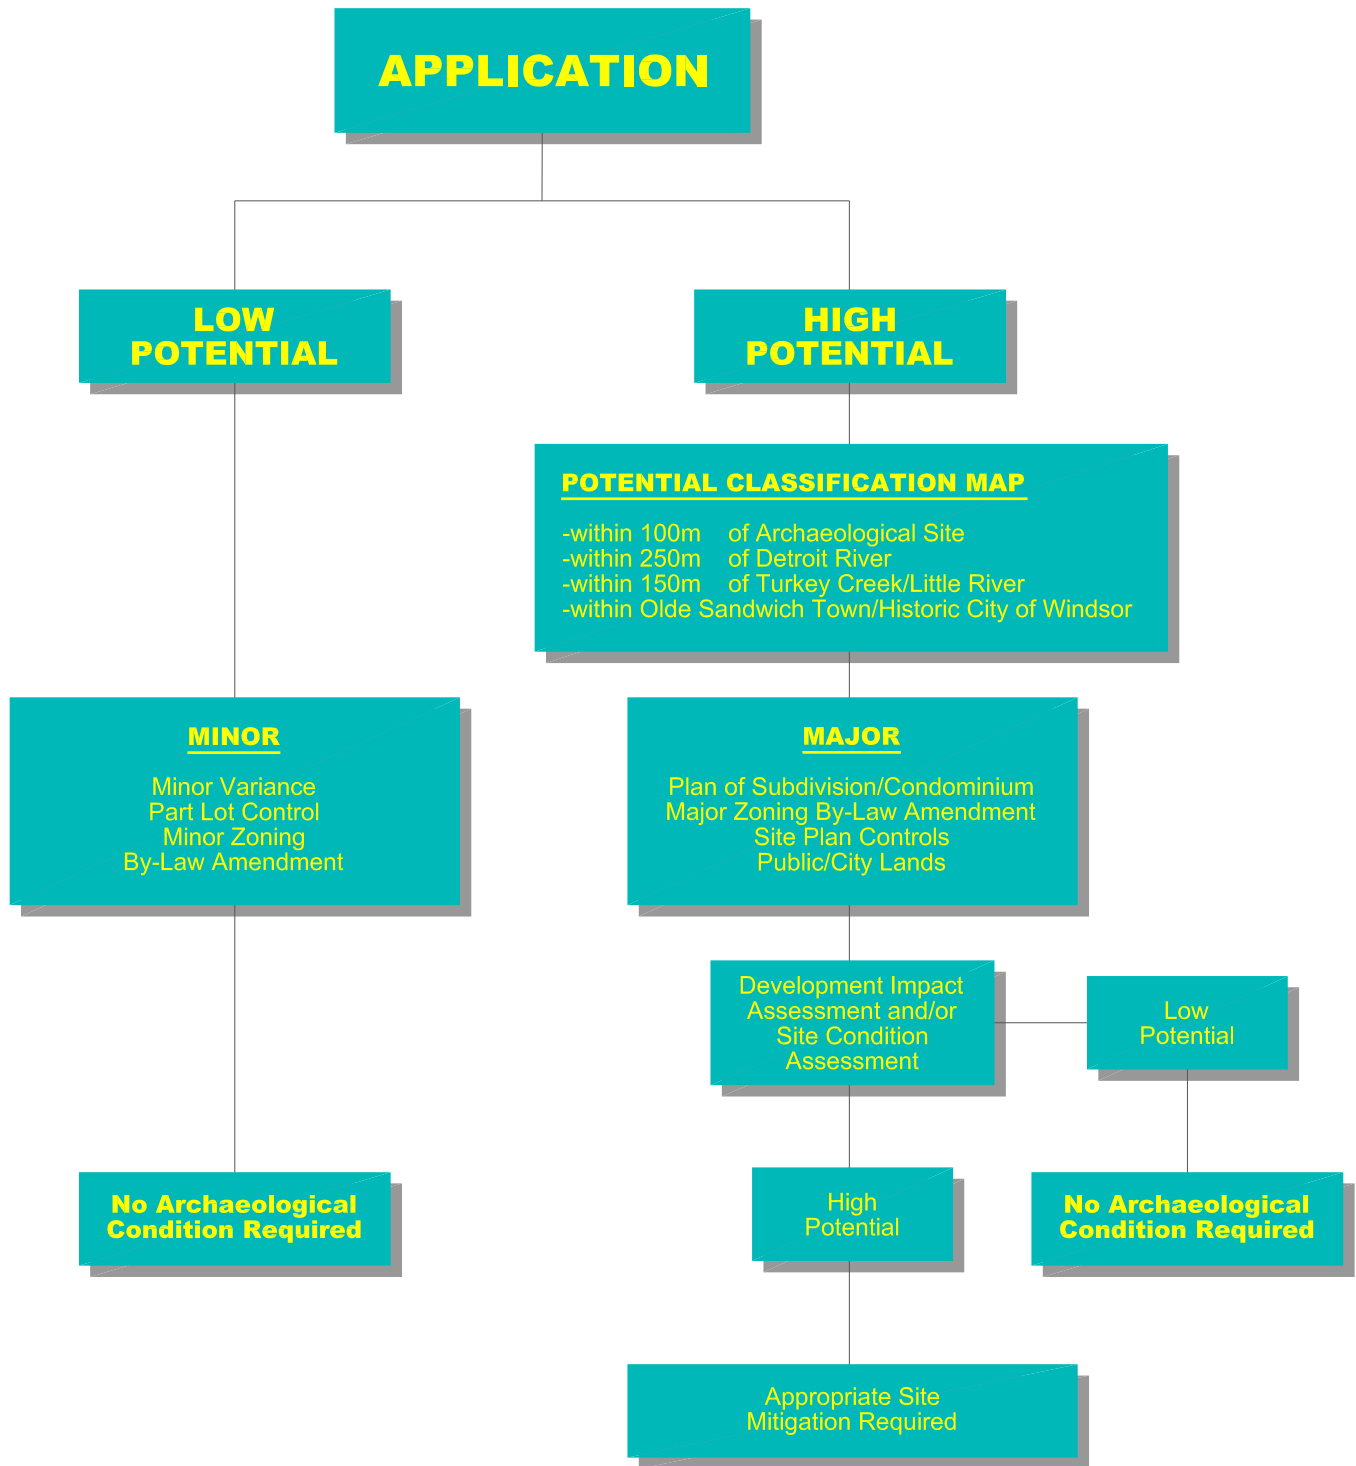 APPLICATION
LOW
POTENTIAL
HIGH
POTENTIAL
POTENTIAL CLASSIFICATION MAP
-within 100m of Archaeological Site
-within 250m of Detroit River
-within 150m of Turkey Creek/Little River
-within Olde Sandwich Town/Historic City of Windsor
MINOR
Minor Variance
Part Lot Control
Minor Zoning
By-Law Amendment
MAJOR
Plan of Subdivision/Condominium
Major Zoning By-Law Amendment
Site Plan Controls
Public/City Lands
Development Impact
Assessment and/or
Site Condition
Assessment
Low
Potential
No Archaeological
Condition Required
High
Potential
No Archaeological
Condition Required
Appropriate Site
Mitigation Required